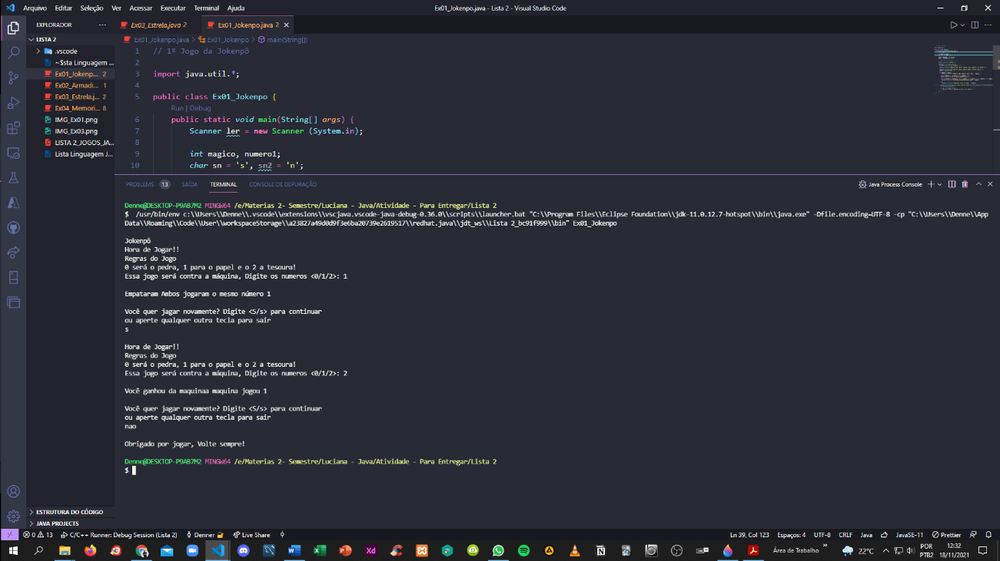 Arquivo Editar Seleção Ver Acessar Executar Terminal Ajuda
Ex01_Jokenpo.java - Lista 2 - Visual Studio Code
EXPLORADOR
LISTA 2
.vscode
~$sta Linguagem ...
Ex01_Jokenp... 2
Ex02_Armadi... 1
Ex03_Estrela.j... 2
Ex04_Memori... 8
IMG_Ex01.png
IMG_Ex03.png
LISTA 2_JOGOS_JA...
Lista Linguagem J...
ESTRUTURA DO CÓDIGO
JAVA PROJECTS
Ex03_Estrela.java 2
Ex01_Jokenpo.java 2
Ex01_Jokenpo.java > Ex01_Jokenpo > main(String[])
1 // 1º Jogo da Jokenpô
2
3 import java.util.*;
4
5 public class Ex01_Jokenpo {
Run | Debug
6 public static void main(String[] args) {
7 Scanner ler = new Scanner (System.in);
8
9 int magico, numero1;
10 char sn = 's', sn2 = 'n';
PROBLEMS 13 SAÍDA TERMINAL CONSOLE DE DEPURAÇÃO
Java Process Console
Denne@DESKTOP-P9AB7M2 MINGW64 /e/Materias 2- Semestre/Luciana - Java/Atividade - Para Entregar/Lista 2
$ /usr/bin/env c:\\Users\\Denne\\.vscode\\extensions\\vscjava.vscode-java-debug-0.36.0\\scripts\\launcher.bat "C:\\Program Files\\Eclipse Foundation\\jdk-11.0.12.7-hotspot\\bin\\java.exe" -Dfile.encoding=UTF-8 -cp "C:\\Users\\Denne\\App
Data\\Roaming\\Code\\User\\workspaceStorage\\a23827a49d0d9f3e6ba20739e2619517\\redhat.java\\jdt_ws\\Lista 2_bc91f999\\bin" Ex01_Jokenpo
Jokenpô
Hora de Jogar!!
Regras do Jogo
0 será o pedra, 1 para o papel e o 2 a tesoura!
Essa jogo será contra a máquina, Digite os numeros <0/1/2>: 1
Empataram Ambos jogaram o mesmo número 1
Você quer jagar novamente? Digite <S/s> para continuar
ou aperte qualquer outra tecla para sair
s
Hora de Jogar!!
Regras do Jogo
0 será o pedra, 1 para o papel e o 2 a tesoura!
Essa jogo será contra a máquina, Digite os numeros <0/1/2>: 2
Você ganhou da maquinaa maquina jogou 1
Você quer jagar novamente? Digite <S/s> para continuar
ou aperte qualquer outra tecla para sair
nao
Obrigado por jogar, Volte sempre!
Denne@DESKTOP-P9AB7M2 MINGW64 /e/Materias 2- Semestre/Luciana - Java/Atividade - Para Entregar/Lista 2
$
0 13 C/C++ Runner: Debug Session (Lista 2) Denner Live Share
Ln 39, Col 123 Espaços: 4 UTF-8 CRLF Java JavaSE-11 Prettier
Área de Trabalho
22°C
POR
PTB2
12:32
18/11/2021